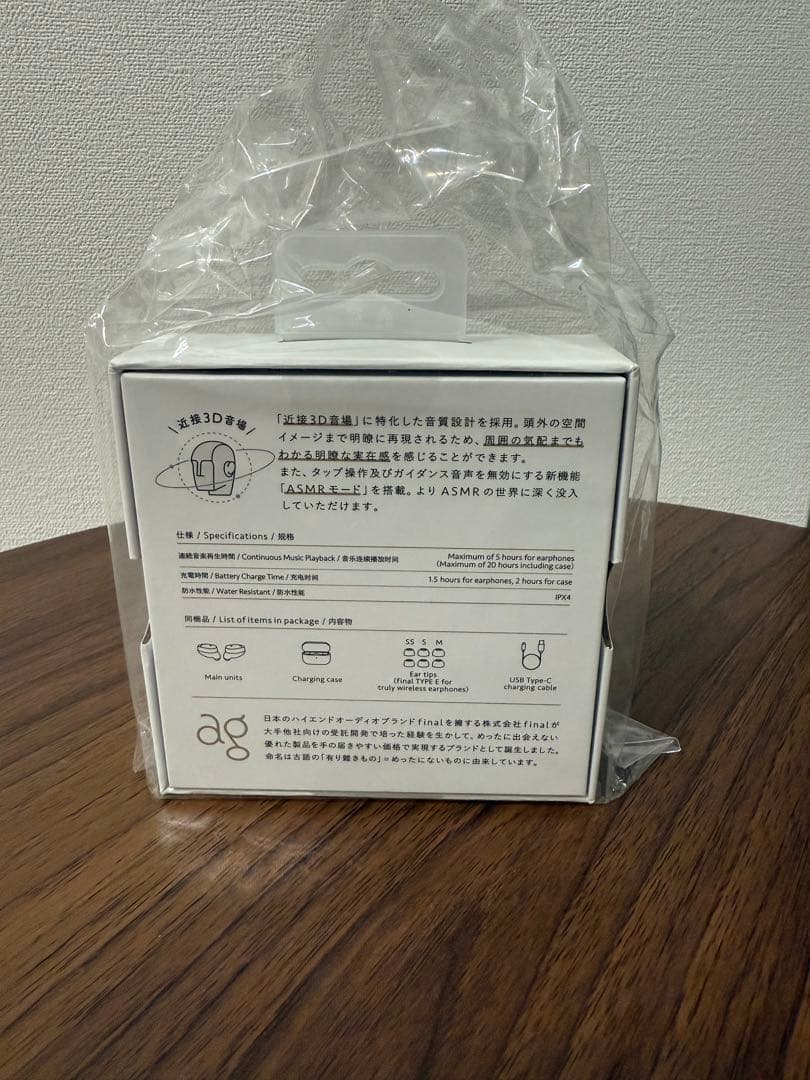 \近接3D音場/
「近接3D音場」に特化した音質設計を採用。頭外の空間
イメージまで明瞭に再現されるため、周囲の気配までも
わかる明瞭な実在感を感じることができます。
また、タップ操作及びガイダンス音声を無効にする新機能
「ASMRモード」を搭載。よりASMRの世界に深く没入
していただけます。
仕様 / Specifications / 规格
連続音楽再生時間 / Continuous Music Playback / 音乐连续播放时间
Maximum of 5 hours for earphones
(Maximum of 20 hours including case)
充電時間 / Battery Charge Time / 充电时间
1.5 hours for earphones, 2 hours for case
防水性能 / Water Resistant / 防水性能
IPX4
同梱品 / List of items in package / 内容物
SS S M
Main units
Charging case
Ear tips
(final TYPE E for
truly wireless earphones)
USB Type-C
charging cable
ag
日本のハイエンドオーディオブランドfinalを擁する株式会社finalが
大手他社向けの受託開発で培った経験を生かして、めったに出会えない
優れた製品を手の届きやすい価格で実現するブランドとして誕生しました。
命名は古語の「有り難きもの」=めったにないものに由来しています。